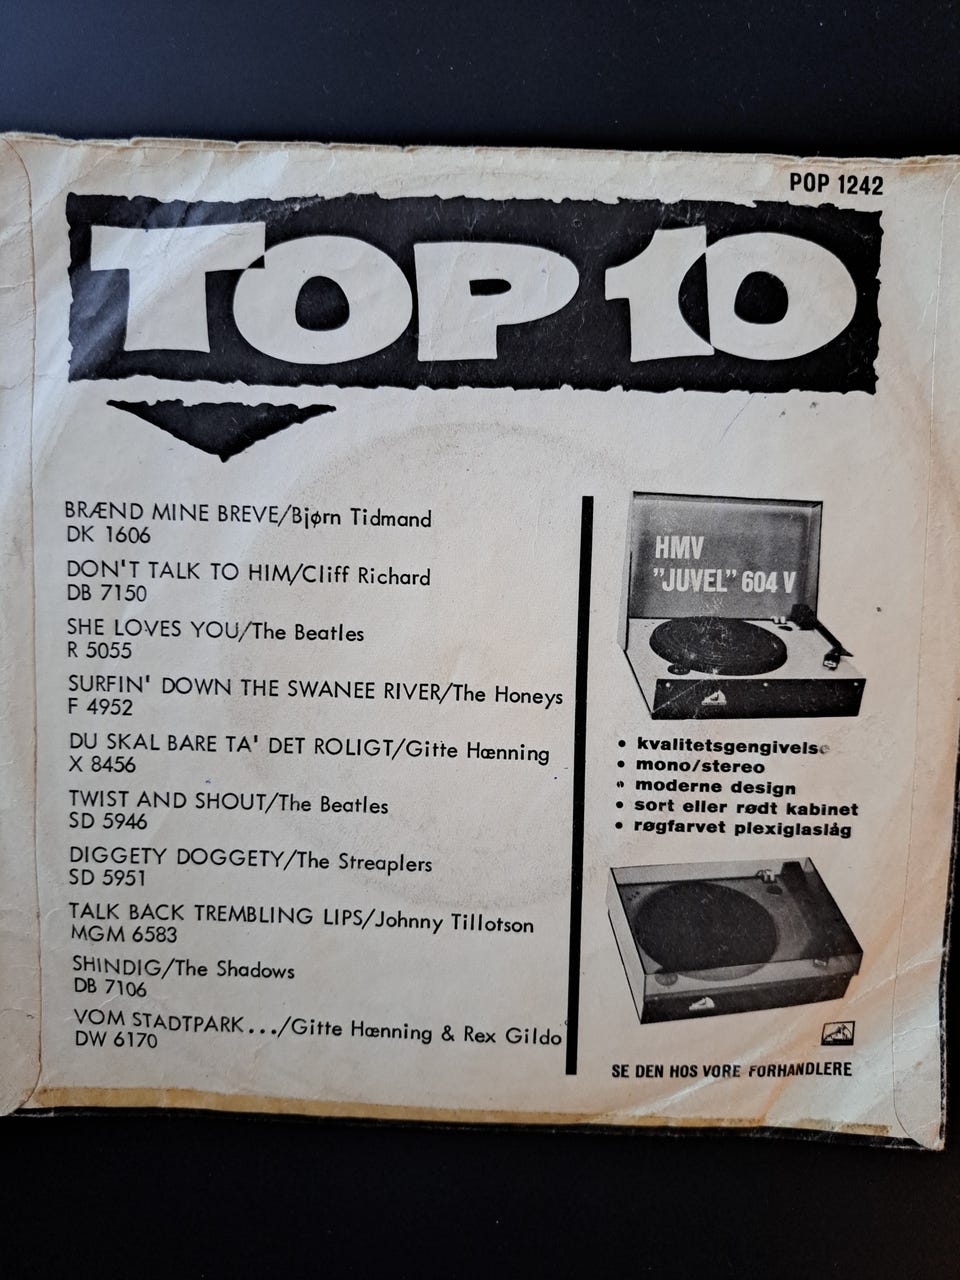 POP 1242
TOP 10
BRÆND MINE BREVE/Bjørn Tidmand
DK 1606
DON'T TALK TO HIM/Cliff Richard
DB 7150
SHE LOVES YOU/The Beatles
R 5055
SURFIN' DOWN THE SWANEE RIVER/The Honeys
F 4952
DU SKAL BARE TA' DET ROLIGT/Gitte Hænning
X 8456
TWIST AND SHOUT/The Beatles
SD 5946
DIGGETY DOGGETY/The Streaplers
SD 5951
TALK BACK TREMBLING LIPS/Johnny Tillotson
MGM 6583
SHINDIG/The Shadows
DB 7106
VOM STADTPARK.../Gitte Hænning & Rex Gildo
DW 6170
HMV
"JUVEL" 604 V
• kvalitetsgengivelse
• mono/stereo
• moderne design
• sort eller rødt kabinet
• røgfarvet plexiglaslåg
SE DEN HOS VORE FORHANDLERE